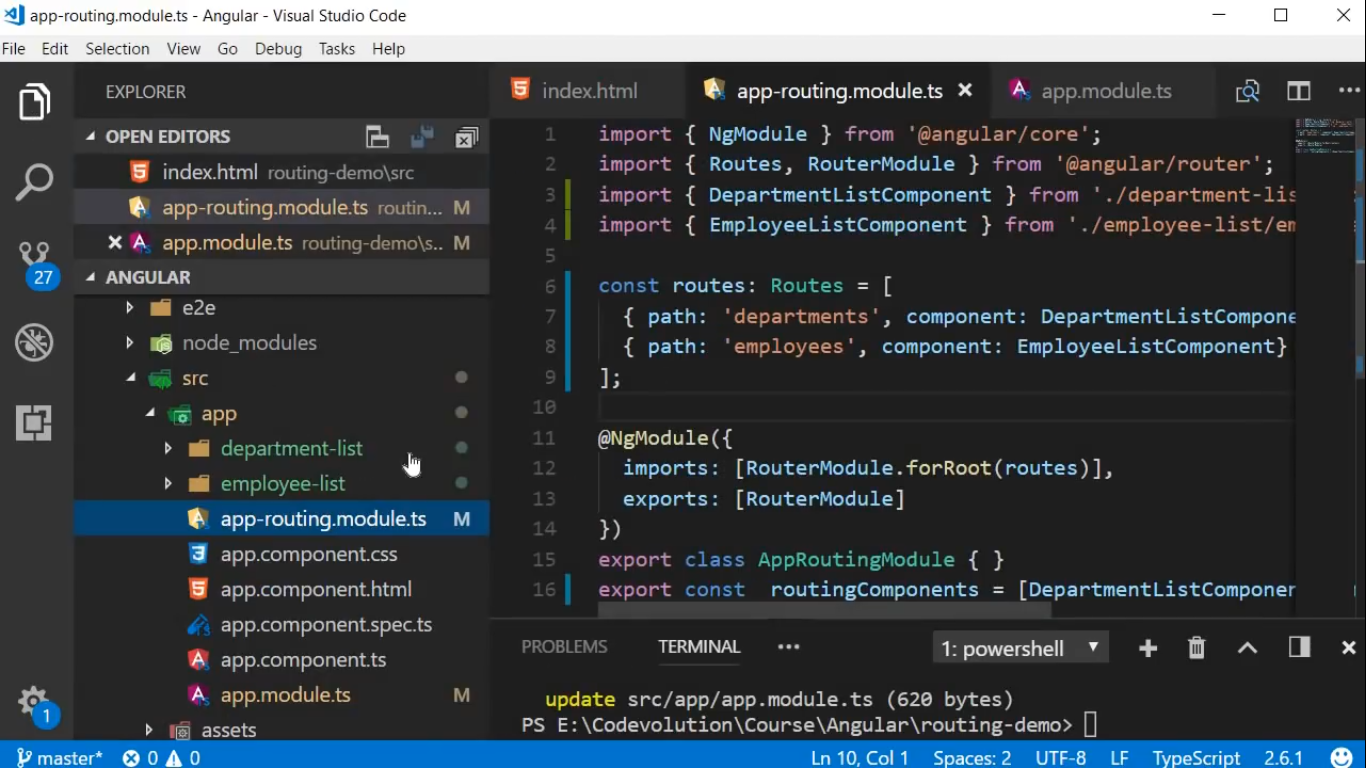 app-routing.module.ts - Angular - Visual Studio Code
File Edit Selection View Go Debug Tasks Help
EXPLORER
OPEN EDITORS
index.html routing-demo\src
app-routing.module.ts routin... M
app.module.ts routing-demo\s.. M
ANGULAR
e2e
node_modules
src
app
department-list
employee-list
app-routing.module.ts M
app.component.css
app.component.html
app.component.spec.ts
app.component.ts
app.module.ts M
assets
27
1
index.html app-routing.module.ts app.module.ts
1 import { NgModule } from '@angular/core';
2 import { Routes, RouterModule } from '@angular/router';
3 import { DepartmentListComponent } from './department-lis
4 import { EmployeeListComponent } from './employee-list/em
5
6 const routes: Routes = [
7 { path: 'departments', component: DepartmentListCompone
8 { path: 'employees', component: EmployeeListComponent}
9 ];
10
11 @NgModule({
12 imports: [RouterModule.forRoot(routes)],
13 exports: [RouterModule]
14 })
15 export class AppRoutingModule { }
16 export const routingComponents = [DepartmentListComponen
PROBLEMS TERMINAL ••• 1: powershell
update src/app/app.module.ts (620 bytes)
PS E:\Codevolution\Course\Angular\routing-demo>
master* 0 0 Ln 10, Col 1 Spaces: 2 UTF-8 LF TypeScript 2.6.1